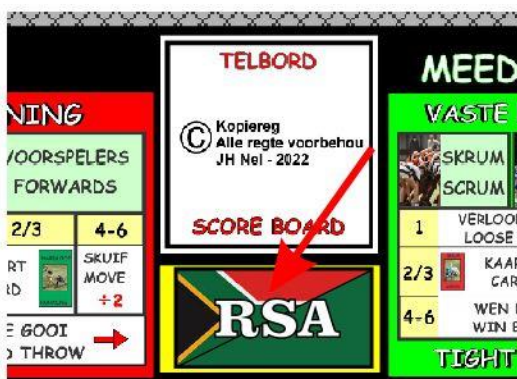 TELBORD
©
Kopiereg
Alle regte voorbehou
JH Nel - 2022
SCORE BOARD
RSA
NING
VOORSPELERS
FORWARDS
2/3
4-6
RT
RD
SKUIF
MOVE
÷2
E GOOI
THROW
MEED
VASTE
SKRUM
SCRUM
1
VERLOO
LOOSE
2/3
KAAR
CAR
4-6
WEN
WIN
TIGHT